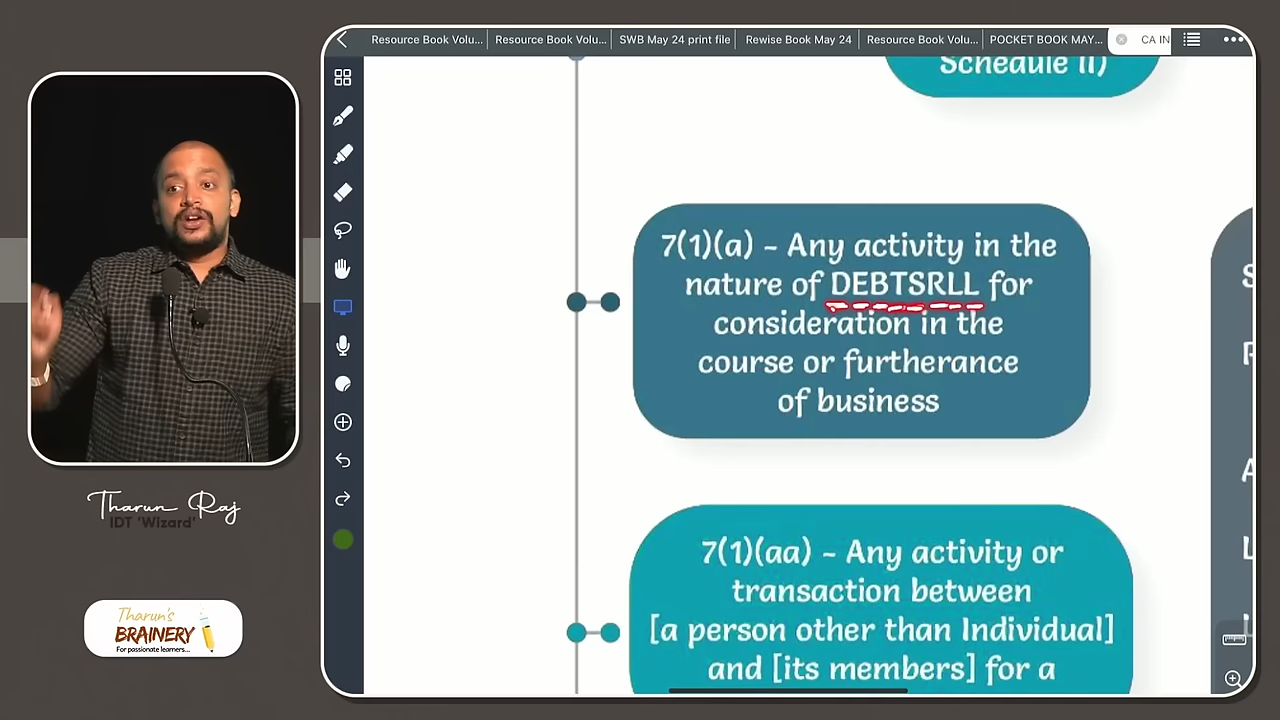 Resource Book Volu...
Resource Book Volu...
SWB May 24 print file
Rewise Book May 24
Resource Book Volu...
POCKET BOOK MAY...
CA IN
Schedule II)
7(1)(a) - Any activity in the
nature of DEBTSRLL for
consideration in the
course or furtherance
of business
7(1)(aa) - Any activity or
transaction between
[a person other than Individual]
and [its members] for a
Tharun Raj
IDT 'Wizard'
Tharun's
BRAINERY
For passionate learners...